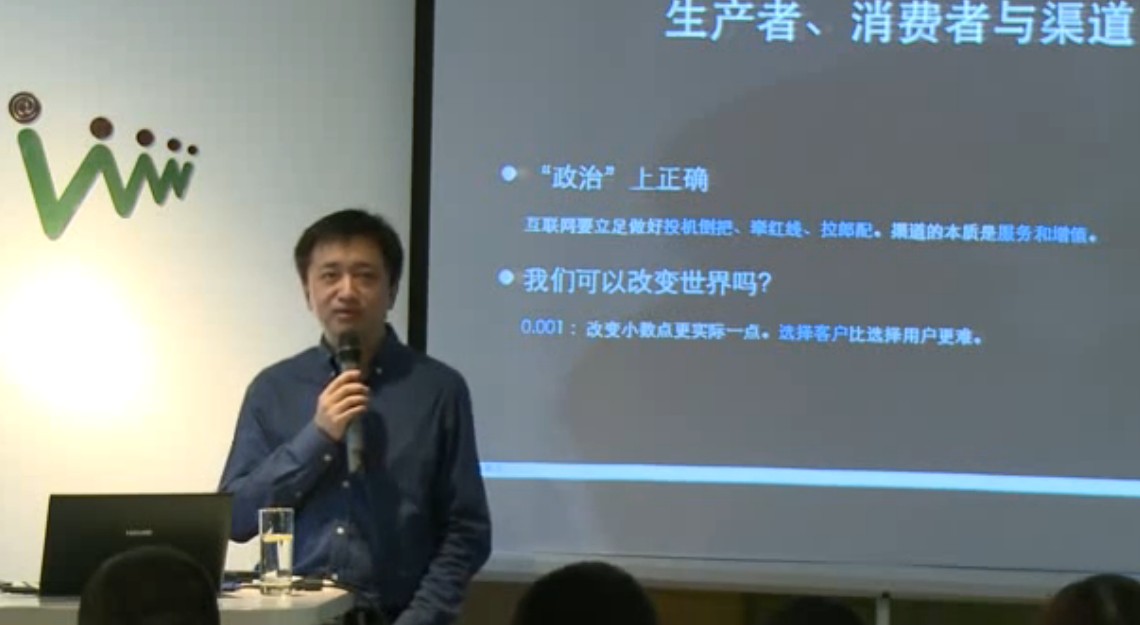 生产者、消费者与渠道
“政治”上正确
互联网要立足做好投机倒把、牵红线、拉郎配。渠道的本质是服务和增值。
我们可以改变世界吗?
0.001：改变小数点更实际一点。选择客户比选择用户更难。